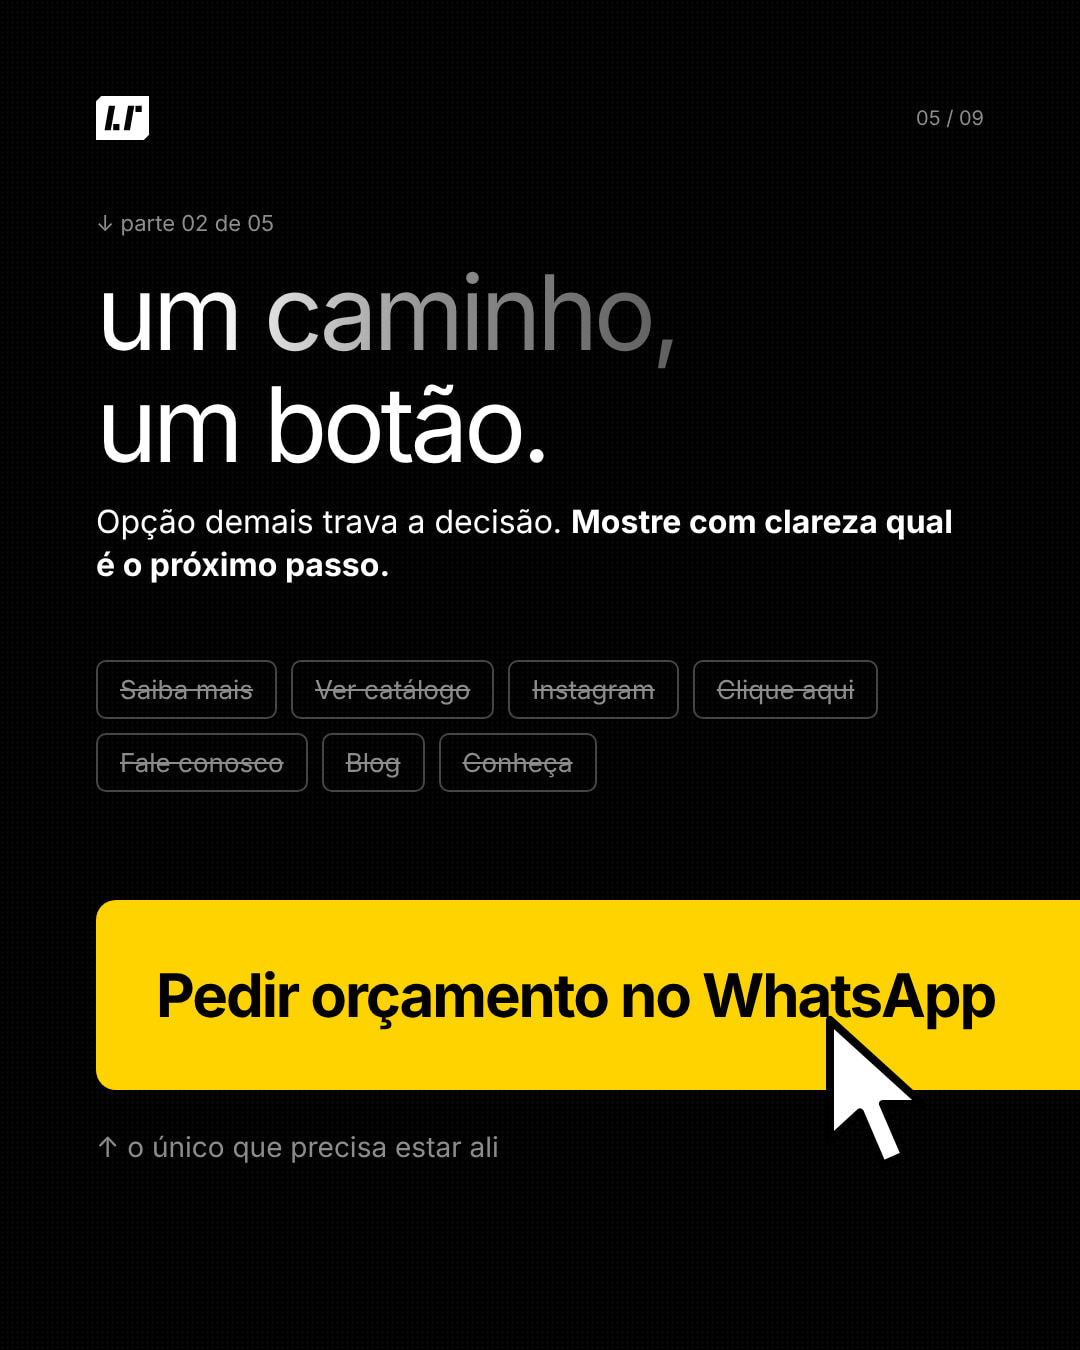 05 / 09
↓ parte 02 de 05
um caminho,
um botão.
Opção demais trava a decisão. Mostre com clareza qual
é o próximo passo.
Saiba mais Ver catálogo Instagram Clique aqui
Fale conosco Blog Conheça
Pedir orçamento no WhatsApp
↑ o único que precisa estar ali